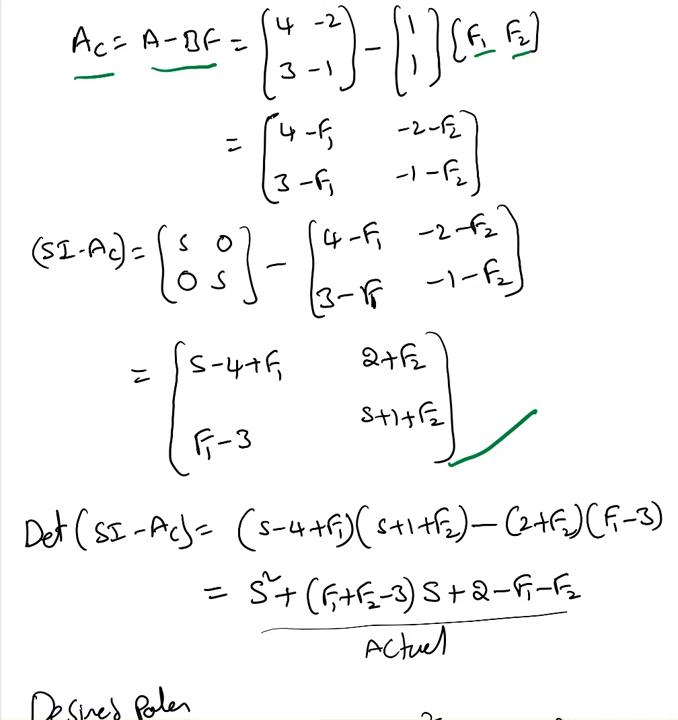 Ac = A-BF = (4 -2 3 -1) - (1 1) [F₁ F₂]
= (4-F₁ -2-F₂ 3-F₁ -1-F₂)
(SI-Ac) = (S 0 0 S) - (4-F₁ -2-F₂ 3-F₁ -1-F₂)
= (S-4+F₁ 2+F₂ F₁-3 S+1+F₂)
Det (SI-Ac) = (S-4+F₁)(S+1+F₂) - (2+F₂)(F₁-3)
= S² + (F₁+F₂-3) S + 2 - F₁ - F₂
Actuel
Desired Poles